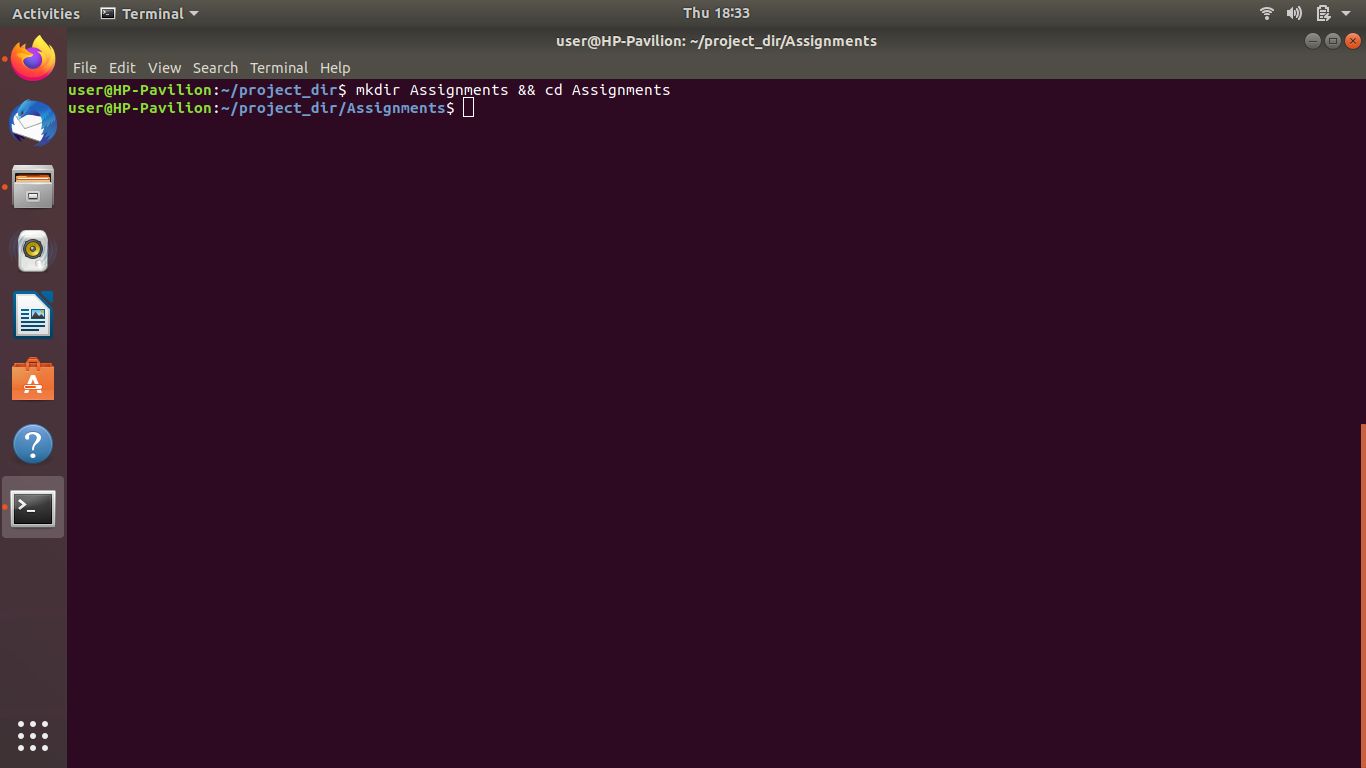 Activities Terminal Thu 18:33
user@HP-Pavilion: ~/project_dir/Assignments
File Edit View Search Terminal Help
user@HP-Pavilion:~/project_dir$ mkdir Assignments && cd Assignments
user@HP-Pavilion:~/project_dir/Assignments$